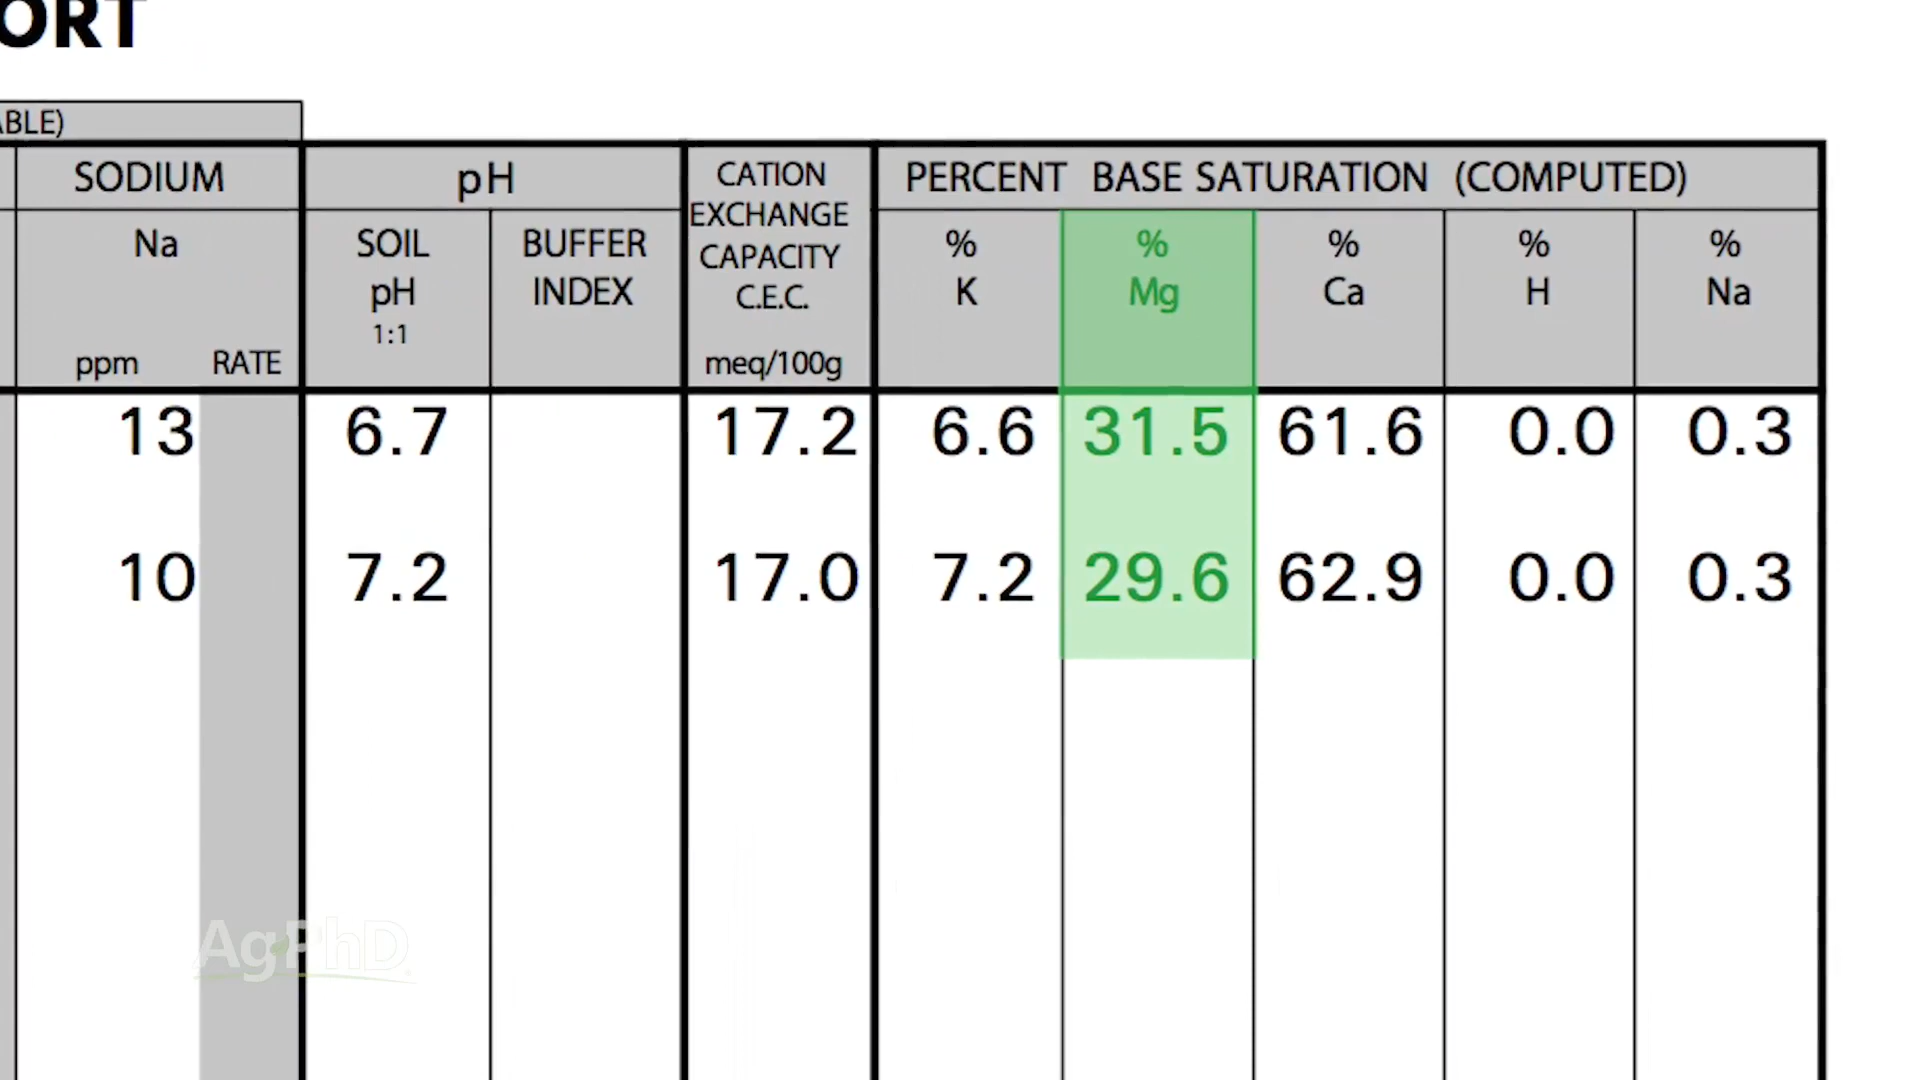 ORT
ABLE)
SODIUM pH CATION EXCHANGE CAPACITY C.E.C. meq/100g PERCENT BASE SATURATION (COMPUTED)
Na ppm RATE SOIL pH 1:1 BUFFER INDEX % K % Mg % Ca % H % Na
13 6.7 17.2 6.6 31.5 61.6 0.0 0.3
10 7.2 17.0 7.2 29.6 62.9 0.0 0.3
AgPhD